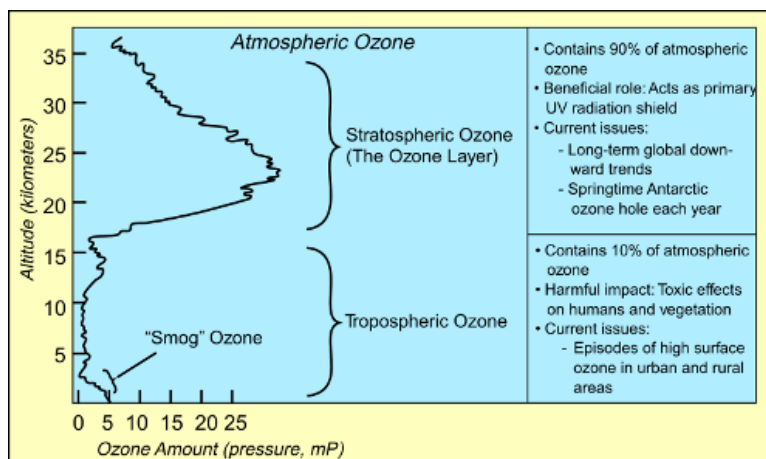 Atmospheric Ozone
35
30
25
20
15
10
5
Altitude (kilometers)
Stratospheric Ozone
(The Ozone Layer)
Tropospheric Ozone
“Smog” Ozone
0 5 10 15 20 25
Ozone Amount (pressure, mP)
• Contains 90% of atmospheric
ozone
• Beneficial role: Acts as primary
UV radiation shield
• Current issues:
- Long-term global down-
ward trends
- Springtime Antarctic
ozone hole each year
• Contains 10% of atmospheric
ozone
• Harmful impact: Toxic effects
on humans and vegetation
• Current issues:
- Episodes of high surface
ozone in urban and rural
areas